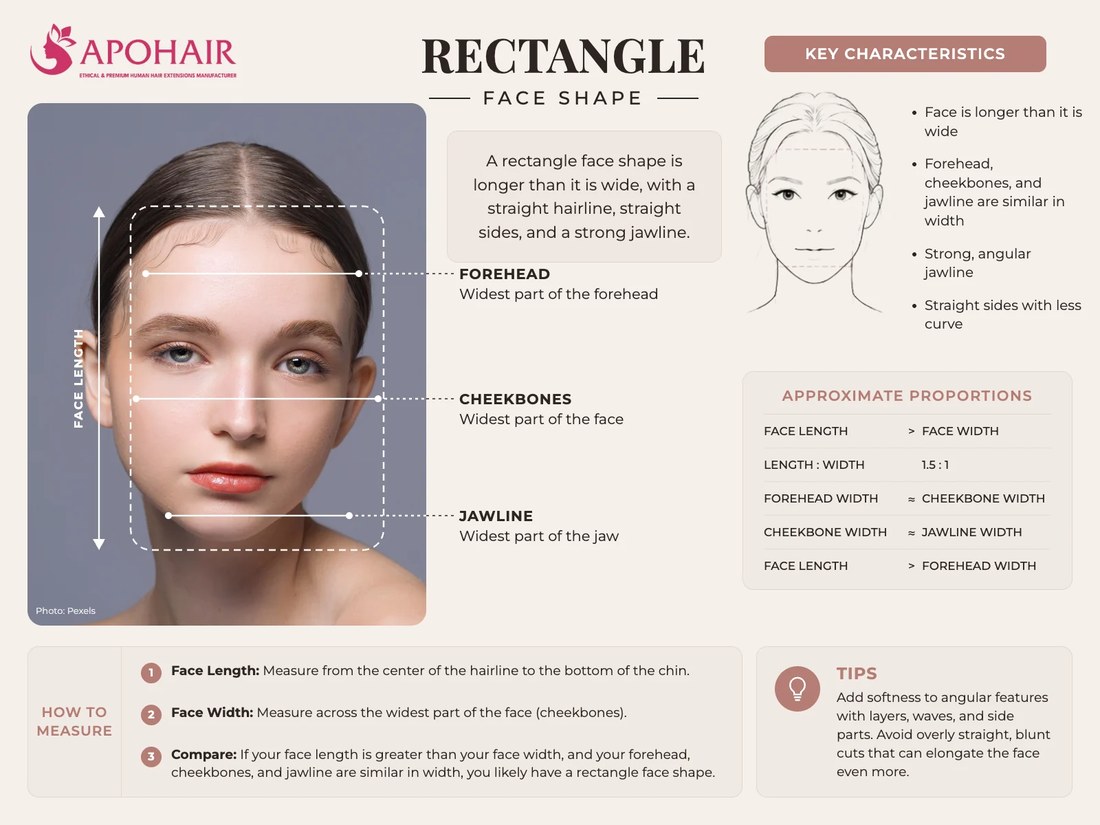 APOHAIR
ETHICAL & PREMIUM HUMAN HAIR EXTENSIONS MANUFACTURER
RECTANGLE
FACE SHAPE
A rectangle face shape is
longer than it is wide, with a
straight hairline, straight
sides, and a strong jawline.
FACE LENGTH
FOREHEAD
Widest part of the forehead
CHEEKBONES
Widest part of the face
JAWLINE
Widest part of the jaw
Photo: Pexels
KEY CHARACTERISTICS
• Face is longer than it is
wide
• Forehead,
cheekbones, and
jawline are similar in
width
• Strong, angular
jawline
• Straight sides with less
curve
APPROXIMATE PROPORTIONS
FACE LENGTH > FACE WIDTH
LENGTH : WIDTH 1.5 : 1
FOREHEAD WIDTH ≈ CHEEKBONE WIDTH
CHEEKBONE WIDTH ≈ JAWLINE WIDTH
FACE LENGTH > FOREHEAD WIDTH
HOW TO
MEASURE
1 Face Length: Measure from the center of the hairline to the bottom of the chin.
2 Face Width: Measure across the widest part of the face (cheekbones).
3 Compare: If your face length is greater than your face width, and your forehead,
cheekbones, and jawline are similar in width, you likely have a rectangle face shape.
TIPS
Add softness to angular features
with layers, waves, and side
parts. Avoid overly straight, blunt
cuts that can elongate the face
even more.